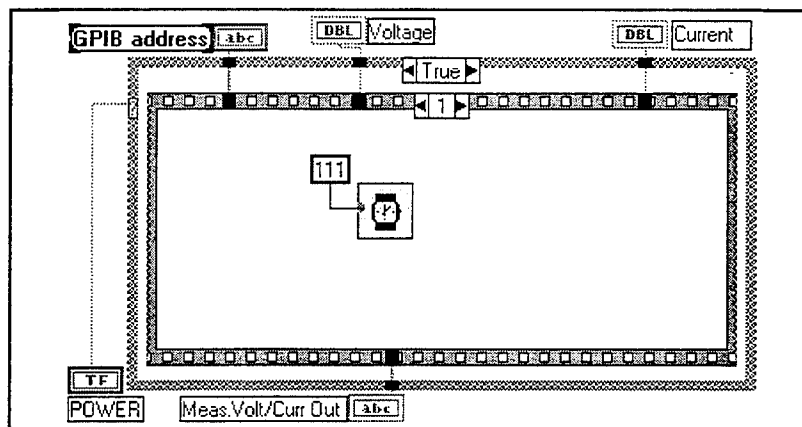 GPIB address abc DBL Voltage DBL Current
True
1
?
111
TF
POWER Meas.Volt/Curr Out abc